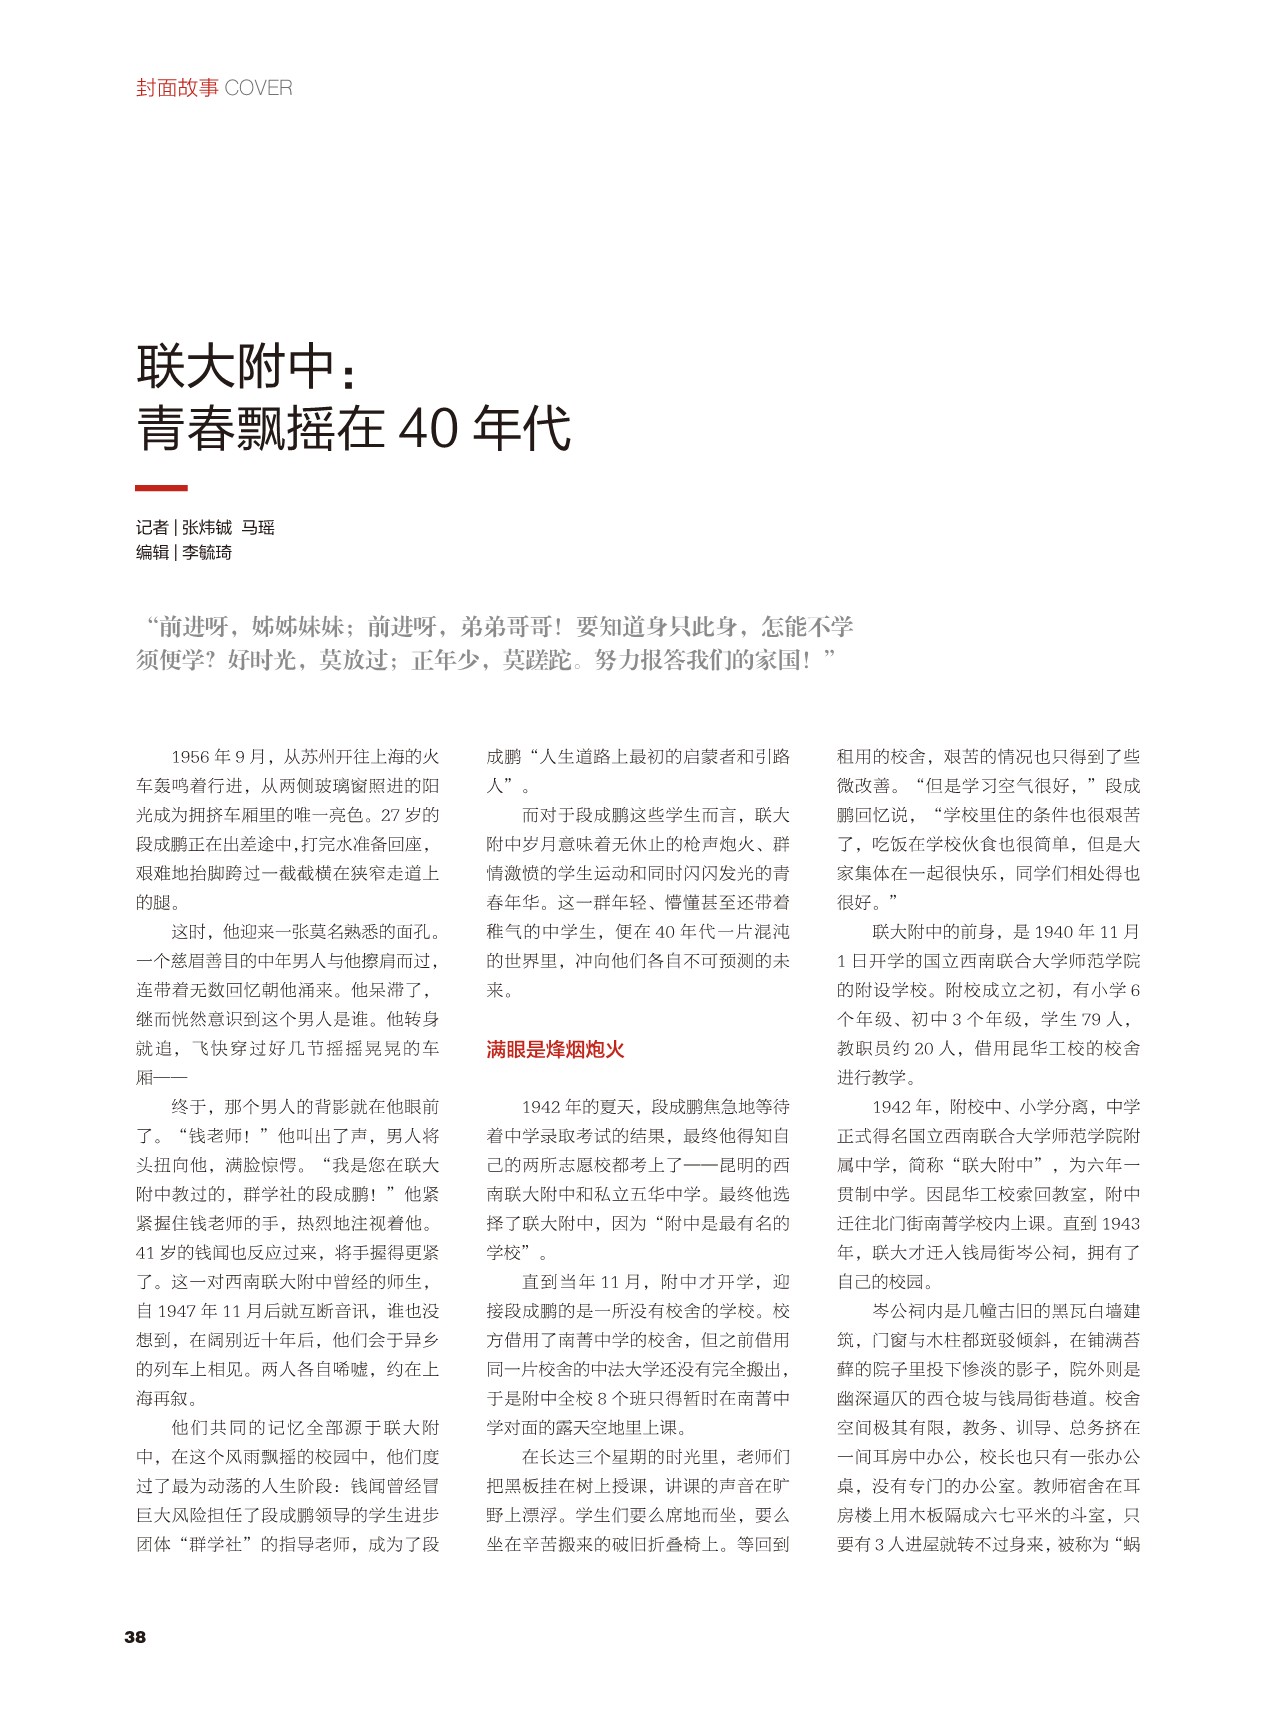 封面故事 COVER
联大附中：
青春飘摇在 40 年代
记者 | 张炜铖 马瑶
编辑 | 李毓琦
“前进呀，姊姊妹妹；前进呀，弟弟哥哥！要知道身只此身，怎能不学
须便学？好时光，莫放过；正年少，莫蹉跎。努力报答我们的家国！”
1956 年 9 月，从苏州开往上海的火
车轰鸣着行进，从两侧玻璃窗照进的阳
光成为拥挤车厢里的唯一亮色。27 岁的
段成鹏正在出差途中，打完水准备回座，
艰难地抬脚跨过一截截横在狭窄走道上
的腿。
这时，他迎来一张莫名熟悉的面孔。
一个慈眉善目的中年男人与他擦肩而过，
连带着无数回忆朝他涌来。他呆滞了，
继而恍然意识到这个男人是谁。他转身
就追，飞快穿过好几节摇摇晃晃的车
厢——
终于，那个男人的背影就在他眼前
了。“钱老师！”他叫出了声，男人将
头扭向他，满脸惊愕。“我是您在联大
附中教过的，群学社的段成鹏！”他紧
紧握住钱老师的手，热烈地注视着他。
41 岁的钱闻也反应过来，将手握得更紧
了。这一对西南联大附中曾经的师生，
自 1947 年 11 月后就互断音讯，谁也没
想到，在阔别近十年后，他们会于异乡
的列车上相见。两人各自唏嘘，约在上
海再叙。
他们共同的记忆全部源于联大附
中，在这个风雨飘摇的校园中，他们度
过了最为动荡的人生阶段：钱闻曾经冒
巨大风险担任了段成鹏领导的学生进步
团体“群学社”的指导老师，成为了段
成鹏“人生道路上最初的启蒙者和引路
人”。
而对于段成鹏这些学生而言，联大
附中岁月意味着无休止的枪声炮火、群
情激愤的学生运动和同时闪闪发光的青
春年华。这一群年轻、懵懂甚至还带着
稚气的中学生，便在 40 年代一片混沌
的世界里，冲向他们各自不可预测的未
来。
满眼是烽烟炮火
1942 年的夏天，段成鹏焦急地等待
着中学录取考试的结果，最终他得知自
己的两所志愿校都考上了——昆明的西
南联大附中和私立五华中学。最终他选
择了联大附中，因为“附中是最有名的
学校”。
直到当年 11 月，附中才开学，迎
接段成鹏的是一所没有校舍的学校。校
方借用了南菁中学的校舍，但之前借用
同一片校舍的中法大学还没有完全搬出，
于是附中全校 8 个班只得暂时在南菁中
学对面的露天空地里上课。
在长达三个星期的时光里，老师们
把黑板挂在树上授课，讲课的声音在旷
野上漂浮。学生们要么席地而坐，要么
坐在辛苦搬来的破旧折叠椅上。等回到
租用的校舍，艰苦的情况也只得到了些
微改善。“但是学习空气很好，”段成
鹏回忆说，“学校里住的条件也很艰苦
了，吃饭在学校伙食也很简单，但是大
家集体在一起很快乐，同学们相处得也
很好。”
联大附中的前身，是 1940 年 11 月
1 日开学的国立西南联合大学师范学院
的附设学校。附校成立之初，有小学 6
个年级、初中 3 个年级，学生 79 人，
教职员约 20 人，借用昆华工校的校舍
进行教学。
1942 年，附校中、小学分离，中学
正式得名国立西南联合大学师范学院附
属中学，简称“联大附中”，为六年一
贯制中学。因昆华工校索回教室，附中
迁往北门街南菁学校内上课。直到 1943
年，联大才迁入钱局街岑公祠，拥有了
自己的校园。
岑公祠内是几幢古旧的黑瓦白墙建
筑，门窗与木柱都斑驳倾斜，在铺满苔
藓的院子里投下惨淡的影子，院外则是
幽深逼仄的西仓坡与钱局街巷道。校舍
空间极其有限，教务、训导、总务挤在
一间耳房中办公，校长也只有一张办公
桌，没有专门的办公室。教师宿舍在耳
房楼上用木板隔成六七平米的斗室，只
要有 3 人进屋就转不过身来，被称为“蜗
38